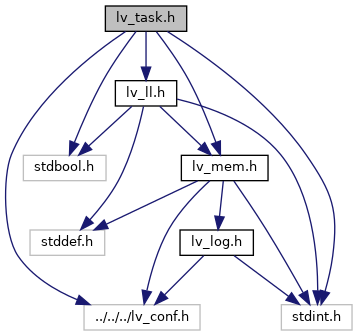 lv_task.h
lv_ll.h
stdbool.h
lv_mem.h
stddef.h
lv_log.h
../../../lv_conf.h
stdint.h